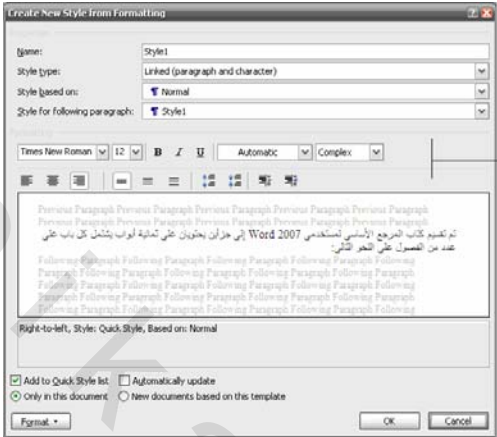 Create New Style from Formatting
Properties
Name: Style1
Style type: Linked (paragraph and character)
Style based on: ¶ Normal
Style for following paragraph: ¶ Style1
Formatting
Times New Roman 12 B I U Automatic Complex
Previous Paragraph Previous Paragraph Previous Paragraph Previous Paragraph Previous Paragraph
Previous Paragraph Previous Paragraph Previous Paragraph Previous Paragraph Previous Paragraph
تم تقسيم كتاب المرجع الأساسي لمستخدمي Word 2007 إلى جزأين يحتويان على ثمانية أبواب يشتمل كل باب على
عدد من الفصول على النحو التالي:
Following Paragraph Following Paragraph Following Paragraph Following
Paragraph Following Paragraph Following Paragraph Following Paragraph
Following Paragraph Following Paragraph Following Paragraph Following
Paragraph Following Paragraph Following Paragraph Following Paragraph
Following Paragraph Following Paragraph Following Paragraph Following
Right-to-left, Style: Quick Style, Based on: Normal
Add to Quick Style list Automatically update
Only in this document New documents based on this template
Format OK Cancel